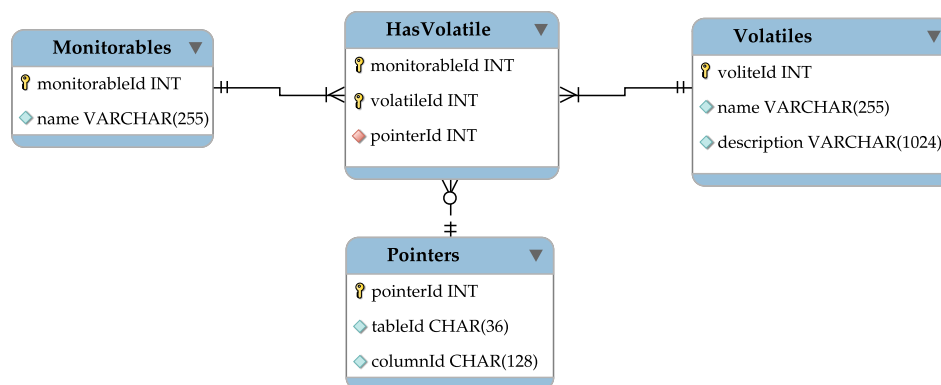 Monitorables
monitorableId INT
name VARCHAR(255)
HasVolatile
monitorableId INT
volatileId INT
pointerId INT
Volatiles
voliteId INT
name VARCHAR(255)
description VARCHAR(1024)
Pointers
pointerId INT
tableId CHAR(36)
columnId CHAR(128)